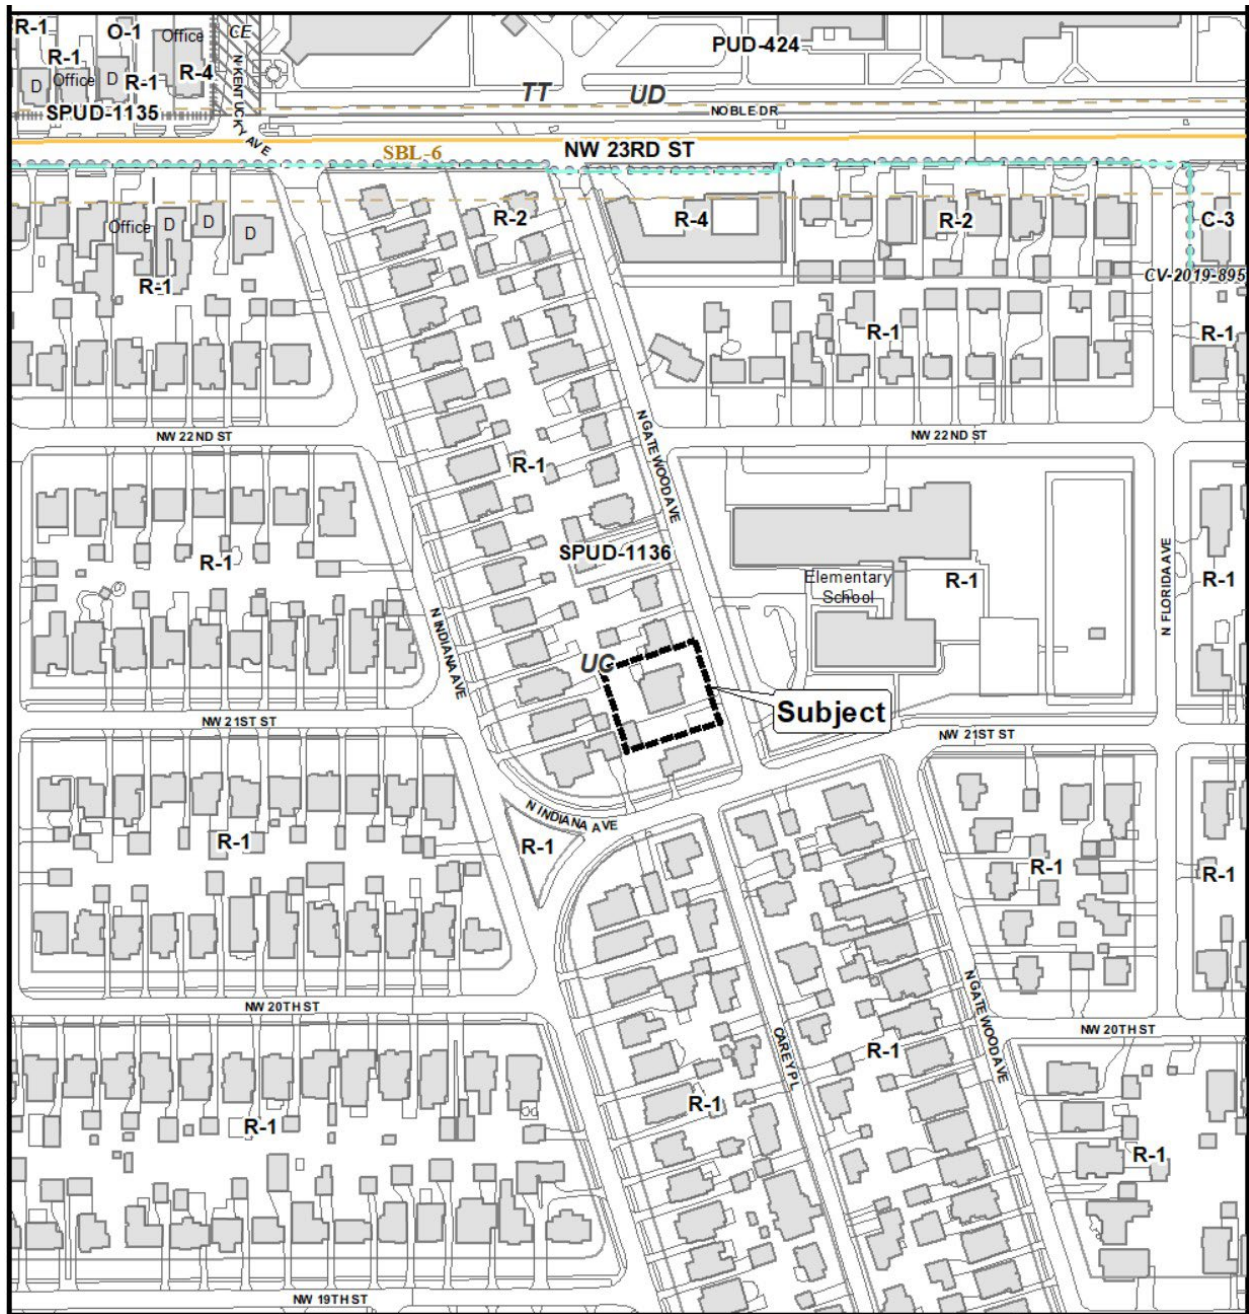 R-1
O-1
Office
CE
R-1
PUD-424
D
Office
D
R-1
R-4
N KENTUCKY AVE
TT
UD
SPUD-1135
NOBLE DR
NW 23RD ST
SBL-6
Office
D
D
D
R-2
R-4
R-2
C-3
R-1
CV-2019-895
R-1
R-1
NW 22ND ST
NW 22ND ST
N GATEWOOD AVE
R-1
R-1
SPUD-1136
Elementary
School
R-1
N FLORIDA AVE
R-1
N INDIANA AVE
UC
Subject
NW 21ST ST
NW 21ST ST
N INDIANA AVE
R-1
R-1
R-1
R-1
NW 20TH ST
N GATEWOOD AVE
NW 20TH ST
CAREY PL
R-1
R-1
R-1
R-1
NW 19TH ST